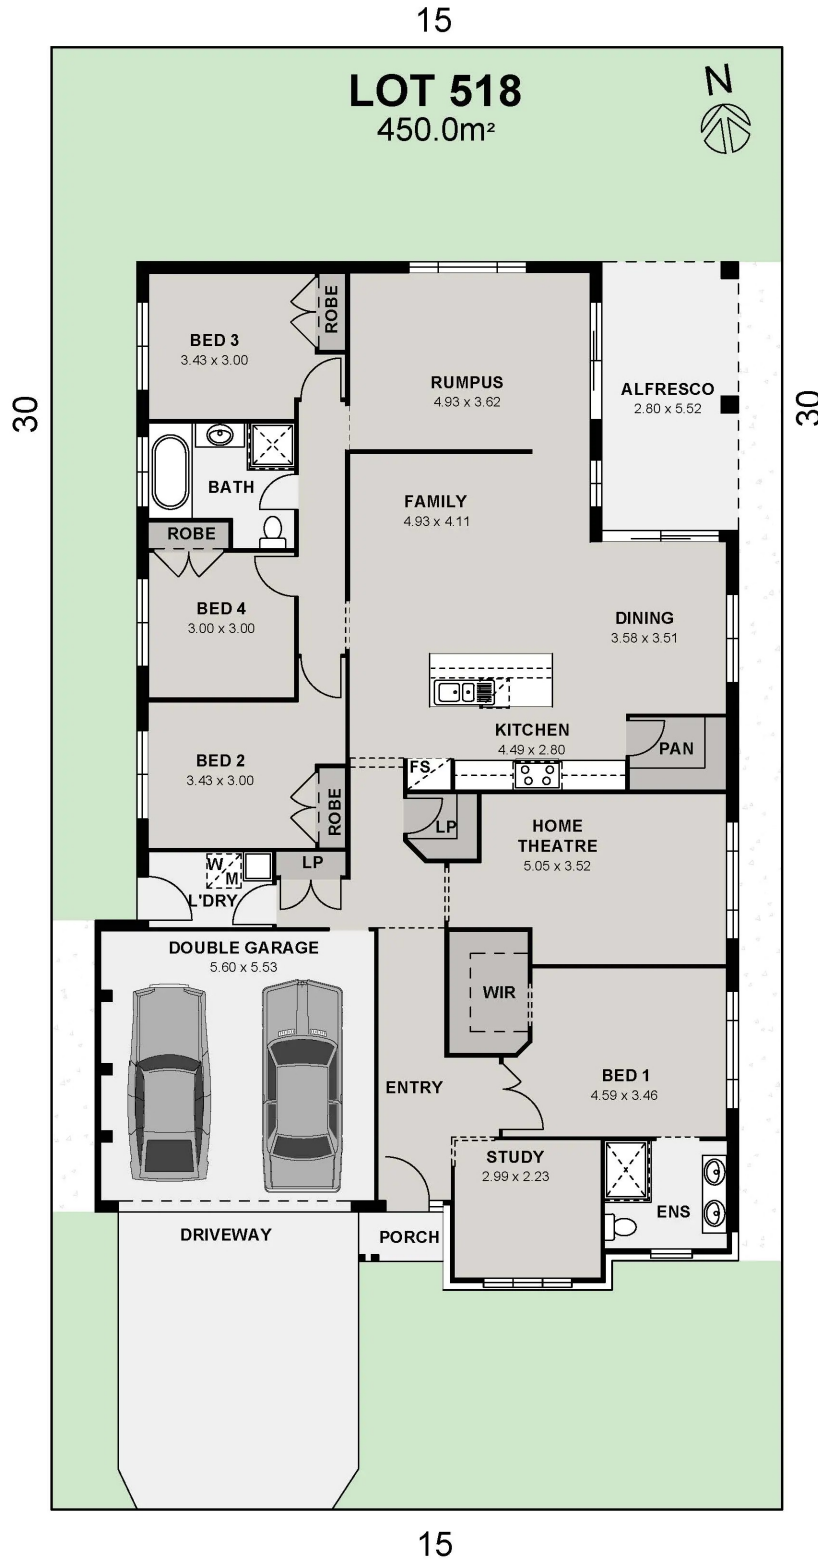 15
LOT 518
450.0m²
N
30
30
BED 3
3.43 x 3.00
ROBE
RUMPUS
4.93 x 3.62
ALFRESCO
2.80 x 5.52
BATH
FAMILY
4.93 x 4.11
ROBE
BED 4
3.00 x 3.00
DINING
3.58 x 3.51
KITCHEN
4.49 x 2.80
PAN
BED 2
3.43 x 3.00
ROBE
FS
LP
HOME
THEATRE
5.05 x 3.52
W
M
L'DRY
LP
DOUBLE GARAGE
5.60 x 5.53
WIR
ENTRY
BED 1
4.59 x 3.46
STUDY
2.99 x 2.23
ENS
DRIVEWAY
PORCH
15